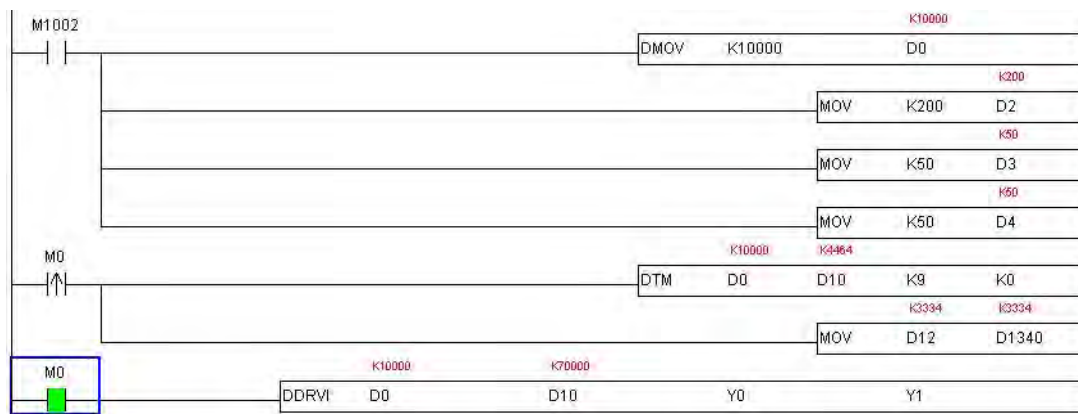 M1002
K10000
DMOV K10000 D0
K200
MOV K200 D2
K50
MOV K50 D3
K50
MOV K50 D4
M0
K10000 K4464
DTM D0 D10 K9 K0
K3334 K3334
MOV D12 D1340
M0
K10000 K70000
DDRVI D0 D10 Y0 Y1